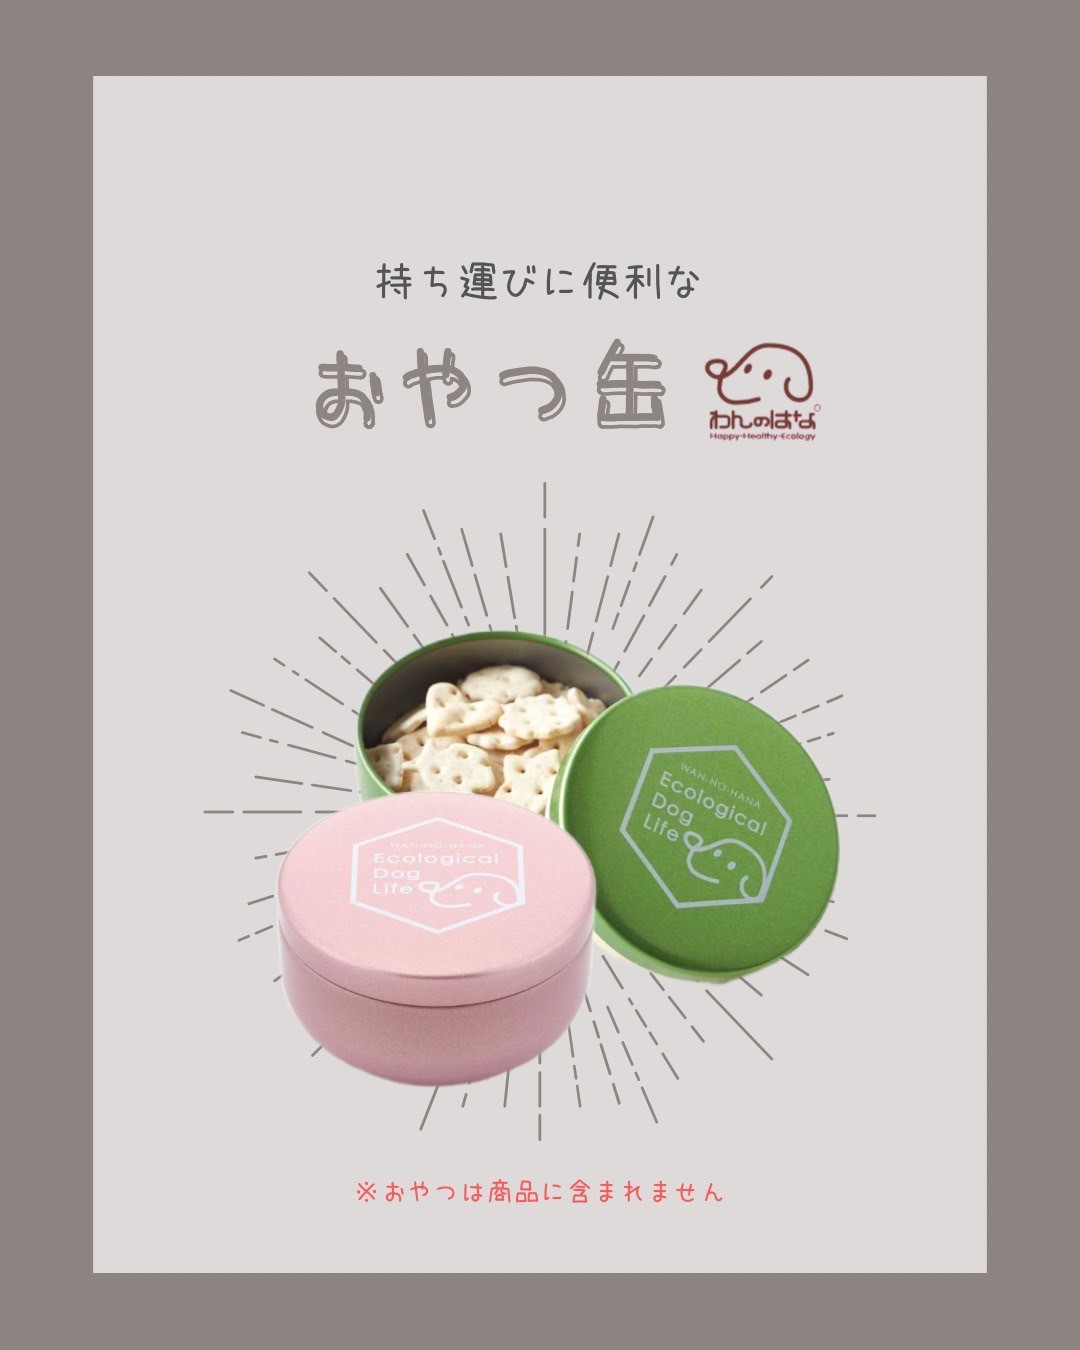 持ち運びに便利な
おやつ缶
わんのはな
Happy-Healthy-Ecology
WAN-NO-HANA
Ecological
Dog
Life
WAN-NO-HANA
Ecological
Dog
Life
※おやつは商品に含まれません